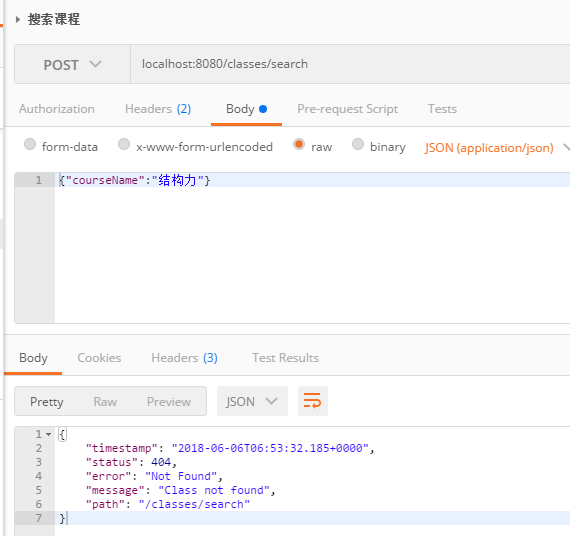 搜索课程
POST localhost:8080/classes/search
Authorization Headers (2) Body Pre-request Script Tests
form-data x-www-form-urlencoded raw binary JSON (application/json)
1 {"courseName":"结构力"}
Body Cookies Headers (3) Test Results
Pretty Raw Preview JSON
1 {
2 "timestamp": "2018-06-06T06:53:32.185+0000",
3 "status": 404,
4 "error": "Not Found",
5 "message": "Class not found",
6 "path": "/classes/search"
7 }